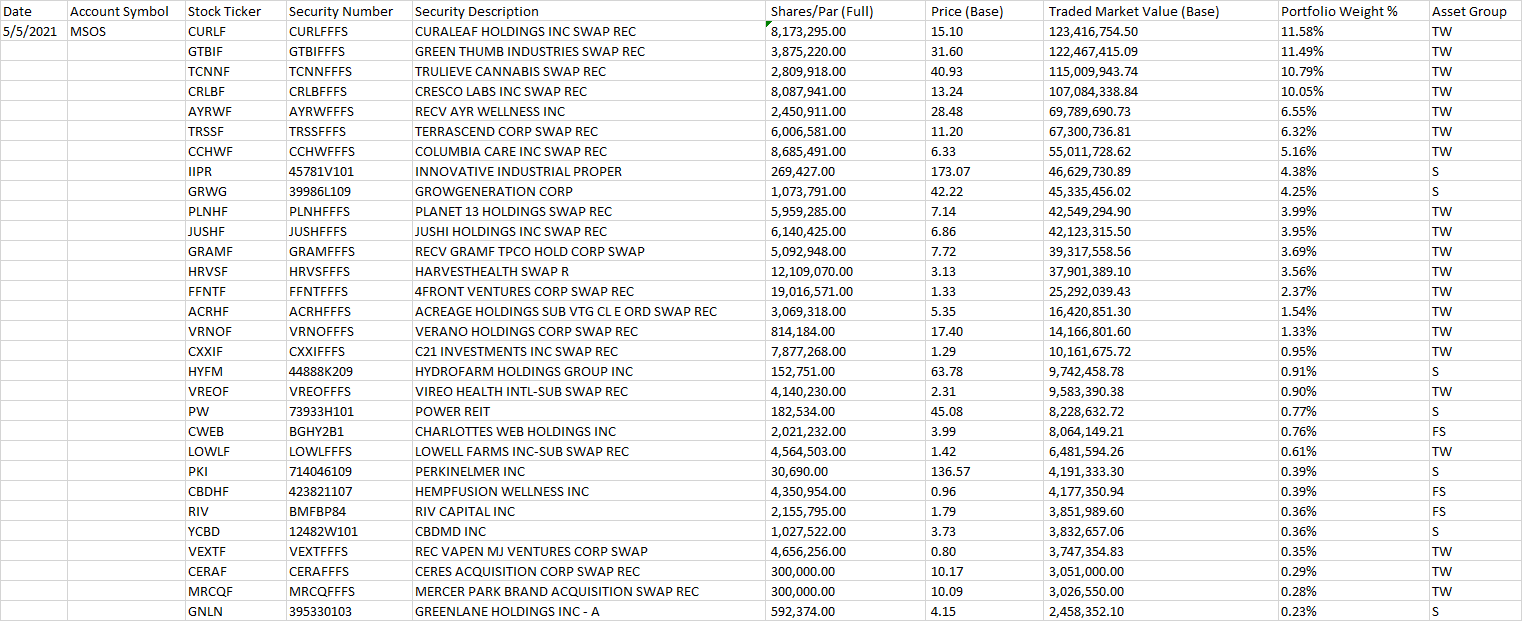 Date Account Symbol Stock Ticker Security Number Security Description Shares/Par (Full) Price (Base) Traded Market Value (Base) Portfolio Weight % Asset Group
5/5/2021 MSOS CURLF CURLFFFS CURALEAF HOLDINGS INC SWAP REC 8,173,295.00 15.10 123,416,754.50 11.58% TW
GTBIF GTBIFFFS GREEN THUMB INDUSTRIES SWAP REC 3,875,220.00 31.60 122,467,415.09 11.49% TW
TCNNF TCNNFFFS TRULIEVE CANNABIS SWAP REC 2,809,918.00 40.93 115,009,943.74 10.79% TW
CRLBF CRLBFFFS CRESCO LABS INC SWAP REC 8,087,941.00 13.24 107,084,338.84 10.05% TW
AYRWF AYRWFFFS RECV AYR WELLNESS INC 2,450,911.00 28.48 69,789,690.73 6.55% TW
TRSSF TRSSFFFS TERRASCEND CORP SWAP REC 6,006,581.00 11.20 67,300,736.81 6.32% TW
CCHWF CCHWFFFS COLUMBIA CARE INC SWAP REC 8,685,491.00 6.33 55,011,728.62 5.16% TW
IIPR 45781V101 INNOVATIVE INDUSTRIAL PROPER 269,427.00 173.07 46,629,730.89 4.38% S
GRWG 39986L109 GROWGENERATION CORP 1,073,791.00 42.22 45,335,456.02 4.25% S
PLNHF PLNHFFFS PLANET 13 HOLDINGS SWAP REC 5,959,285.00 7.14 42,549,294.90 3.99% TW
JUSHF JUSHFFFS JUSHI HOLDINGS INC SWAP REC 6,140,425.00 6.86 42,123,315.50 3.95% TW
GRAMF GRAMFFFS RECV GRAMF TPCO HOLD CORP SWAP 5,092,948.00 7.72 39,317,558.56 3.69% TW
HRVSF HRVSFFFS HARVESTHEALTH SWAP R 12,109,070.00 3.13 37,901,389.10 3.56% TW
FFNTF FFNTFFFS 4FRONT VENTURES CORP SWAP REC 19,016,571.00 1.33 25,292,039.43 2.37% TW
ACRHF ACRHFFFS ACREAGE HOLDINGS SUB VTG CL E ORD SWAP REC 3,069,318.00 5.35 16,420,851.30 1.54% TW
VRNOF VRNOFFFS VERANO HOLDINGS CORP SWAP REC 814,184.00 17.40 14,166,801.60 1.33% TW
CXXIF CXXIFFFS C21 INVESTMENTS INC SWAP REC 7,877,268.00 1.29 10,161,675.72 0.95% TW
HYFM 44888K209 HYDROFARM HOLDINGS GROUP INC 152,751.00 63.78 9,742,458.78 0.91% S
VREOF VREOFFFS VIREO HEALTH INTL-SUB SWAP REC 4,140,230.00 2.31 9,583,390.38 0.90% TW
PW 73933H101 POWER REIT 182,534.00 45.08 8,228,632.72 0.77% S
CWEB BGHY2B1 CHARLOTTES WEB HOLDINGS INC 2,021,232.00 3.99 8,064,149.21 0.76% FS
LOWLF LOWLFFFS LOWELL FARMS INC-SUB SWAP REC 4,564,503.00 1.42 6,481,594.26 0.61% TW
PKI 714046109 PERKINELMER INC 30,690.00 136.57 4,191,333.30 0.39% S
CBDHF 423821107 HEMPFUSION WELLNESS INC 4,350,954.00 0.96 4,177,350.94 0.39% FS
RIV BMFBP84 RIV CAPITAL INC 2,155,795.00 1.79 3,851,989.60 0.36% FS
YCBD 12482W101 CBDMD INC 1,027,522.00 3.73 3,832,657.06 0.36% S
VEXTF VEXTFFFS REC VAPEN MJ VENTURES CORP SWAP 4,656,256.00 0.80 3,747,354.83 0.35% TW
CERAF CERAFFFS CERES ACQUISITION CORP SWAP REC 300,000.00 10.17 3,051,000.00 0.29% TW
MRCQF MRCQFFFS MERCER PARK BRAND ACQUISITION SWAP REC 300,000.00 10.09 3,026,550.00 0.28% TW
GNLN 395330103 GREENLANE HOLDINGS INC - A 592,374.00 4.15 2,458,352.10 0.23% S